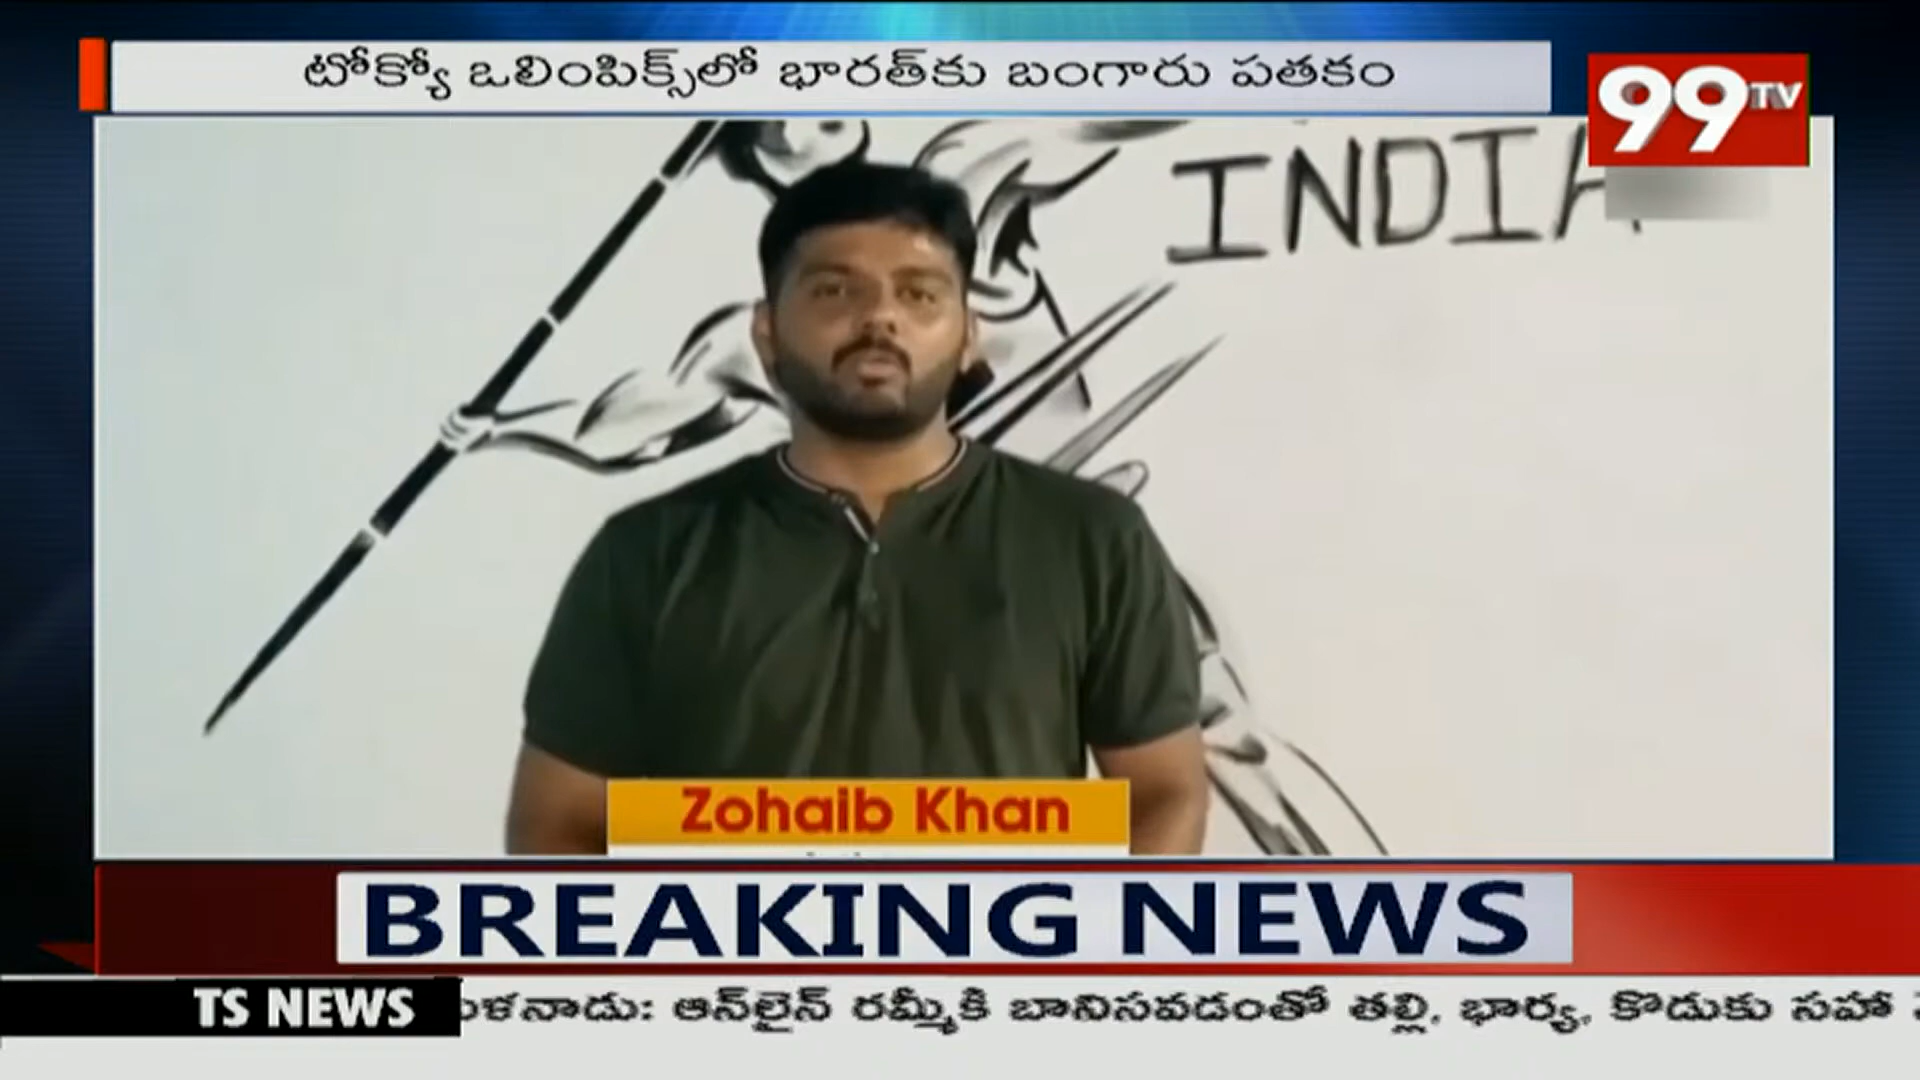 టోక్యో ఒలింపిక్స్‌లో భారత్‌కు బంగారు పతకం
99TV
INDIA
Zohaib Khan
BREAKING NEWS
TS NEWS
ఆన్‌లైన్ రమ్మీకి బానిసవడంతో తల్లి, భార్య, కొడుకు సహా